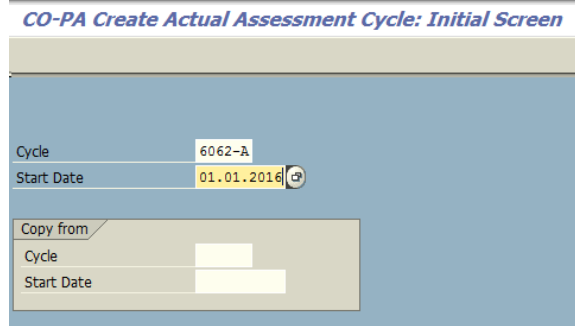 CO-PA Create Actual Assessment Cycle: Initial Screen
Cycle 6062-A
Start Date 01.01.2016
Copy from
Cycle
Start Date